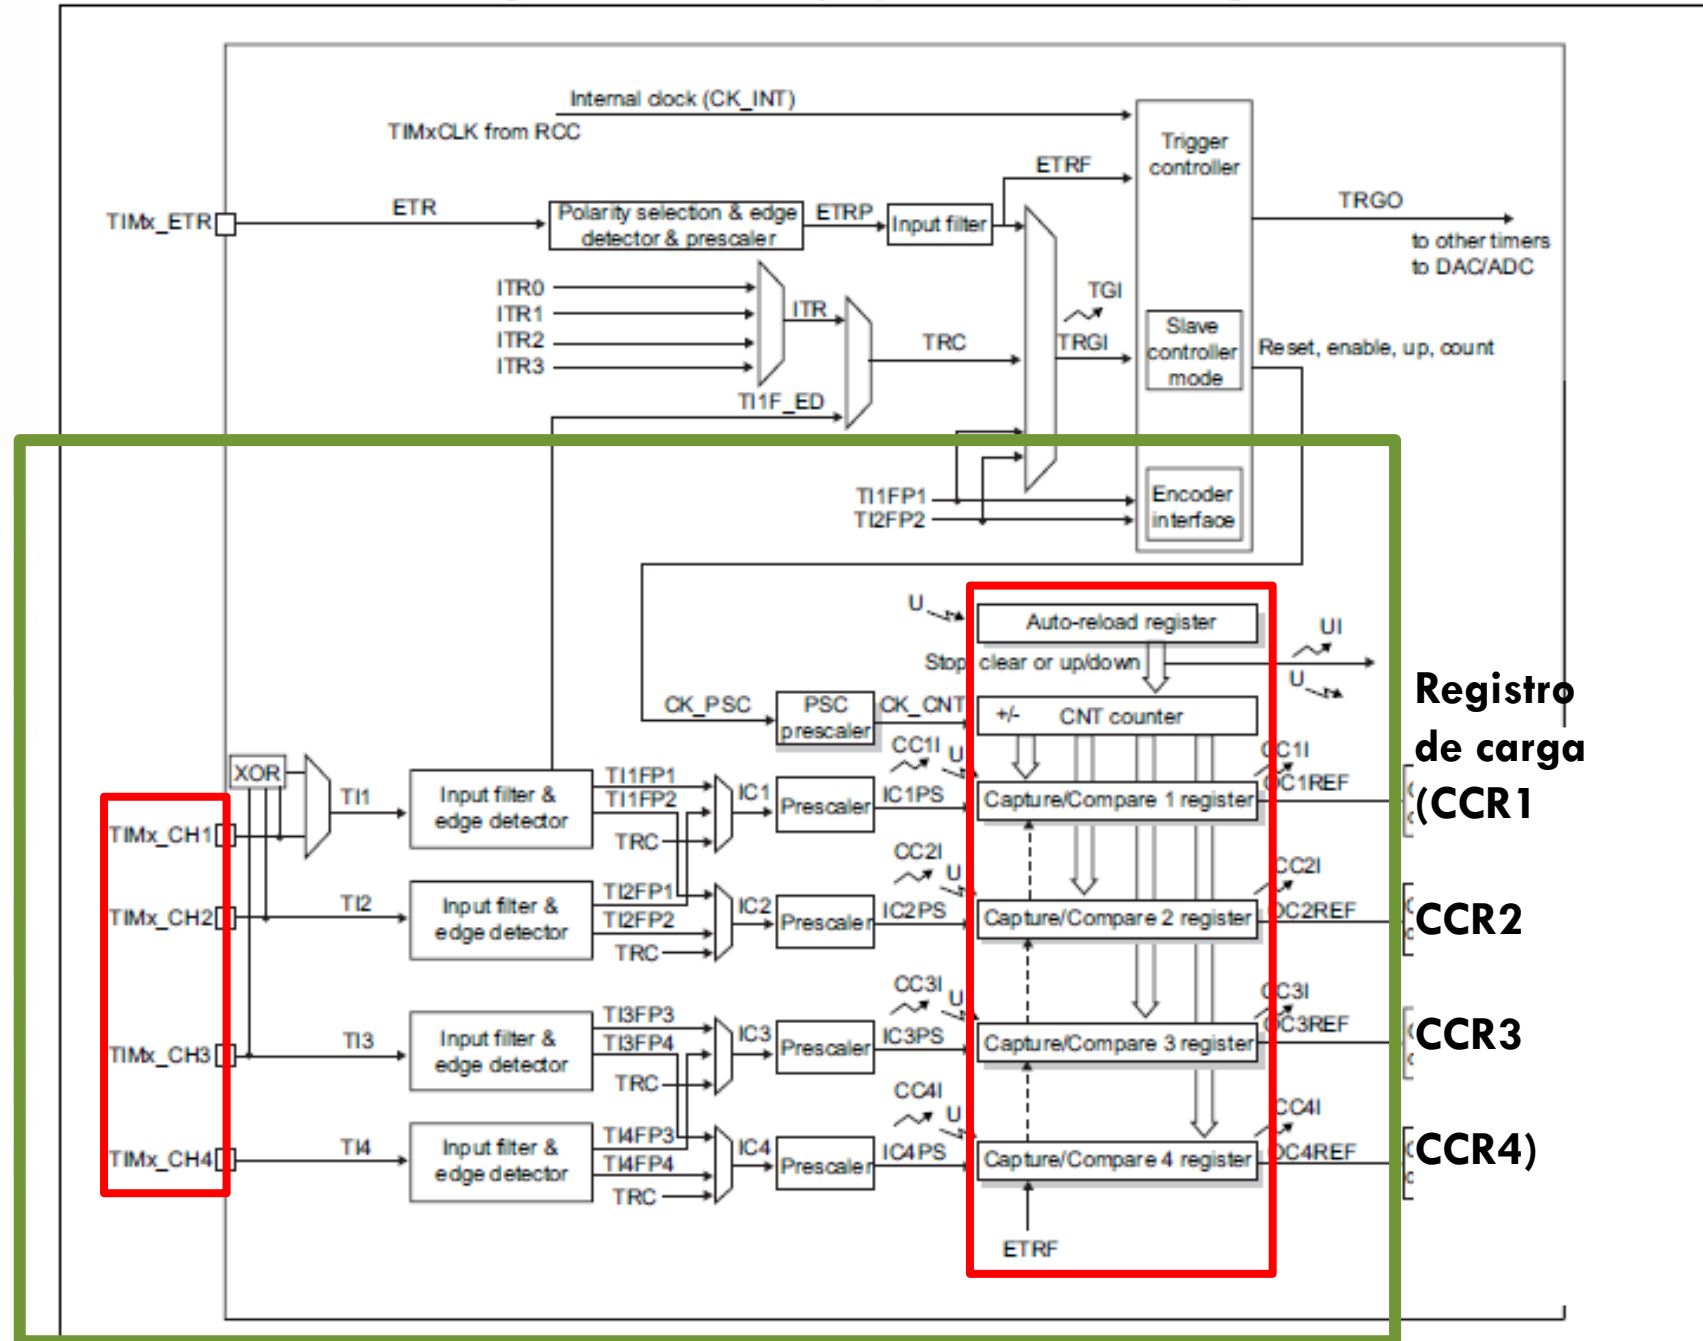 Internal clock (CK_INT)
TIMxCLK from RCC
Trigger
controller
ETRF
TRGO
to other timers
to DAC/ADC
TIMx_ETR
ETR
Polarity selection & edge
detector & prescaler
ETRP
Input filter
ITR0
ITR1
ITR2
ITR3
ITR
TRC
TGI
TRGI
Slave
controller
mode
Reset, enable, up, count
TI1F_ED
TI1FP1
TI2FP2
Encoder
interface
U
Auto-reload register
UI
Stop, clear or up/down
U
CK_PSC
PSC
prescaler
CK_CNT
+/-
CNT counter
Registro
de carga
(CCR1
XOR
TI1
TIMx_CH1
Input filter &
edge detector
TI1FP1
TI1FP2
TRC
IC1
Prescaler
IC1PS
CC1I
U
Capture/Compare 1 register
CC1I
OC1REF
TIMx_CH2
TI2
Input filter &
edge detector
TI2FP1
TI2FP2
TRC
IC2
Prescaler
IC2PS
CC2I
U
Capture/Compare 2 register
CC2I
OC2REF
CCR2
TIMx_CH3
TI3
Input filter &
edge detector
TI3FP3
TI3FP4
TRC
IC3
Prescaler
IC3PS
CC3I
U
Capture/Compare 3 register
CC3I
OC3REF
CCR3
TIMx_CH4
TI4
Input filter &
edge detector
TI4FP3
TI4FP4
TRC
IC4
Prescaler
IC4PS
CC4I
U
Capture/Compare 4 register
CC4I
OC4REF
CCR4)
ETRF